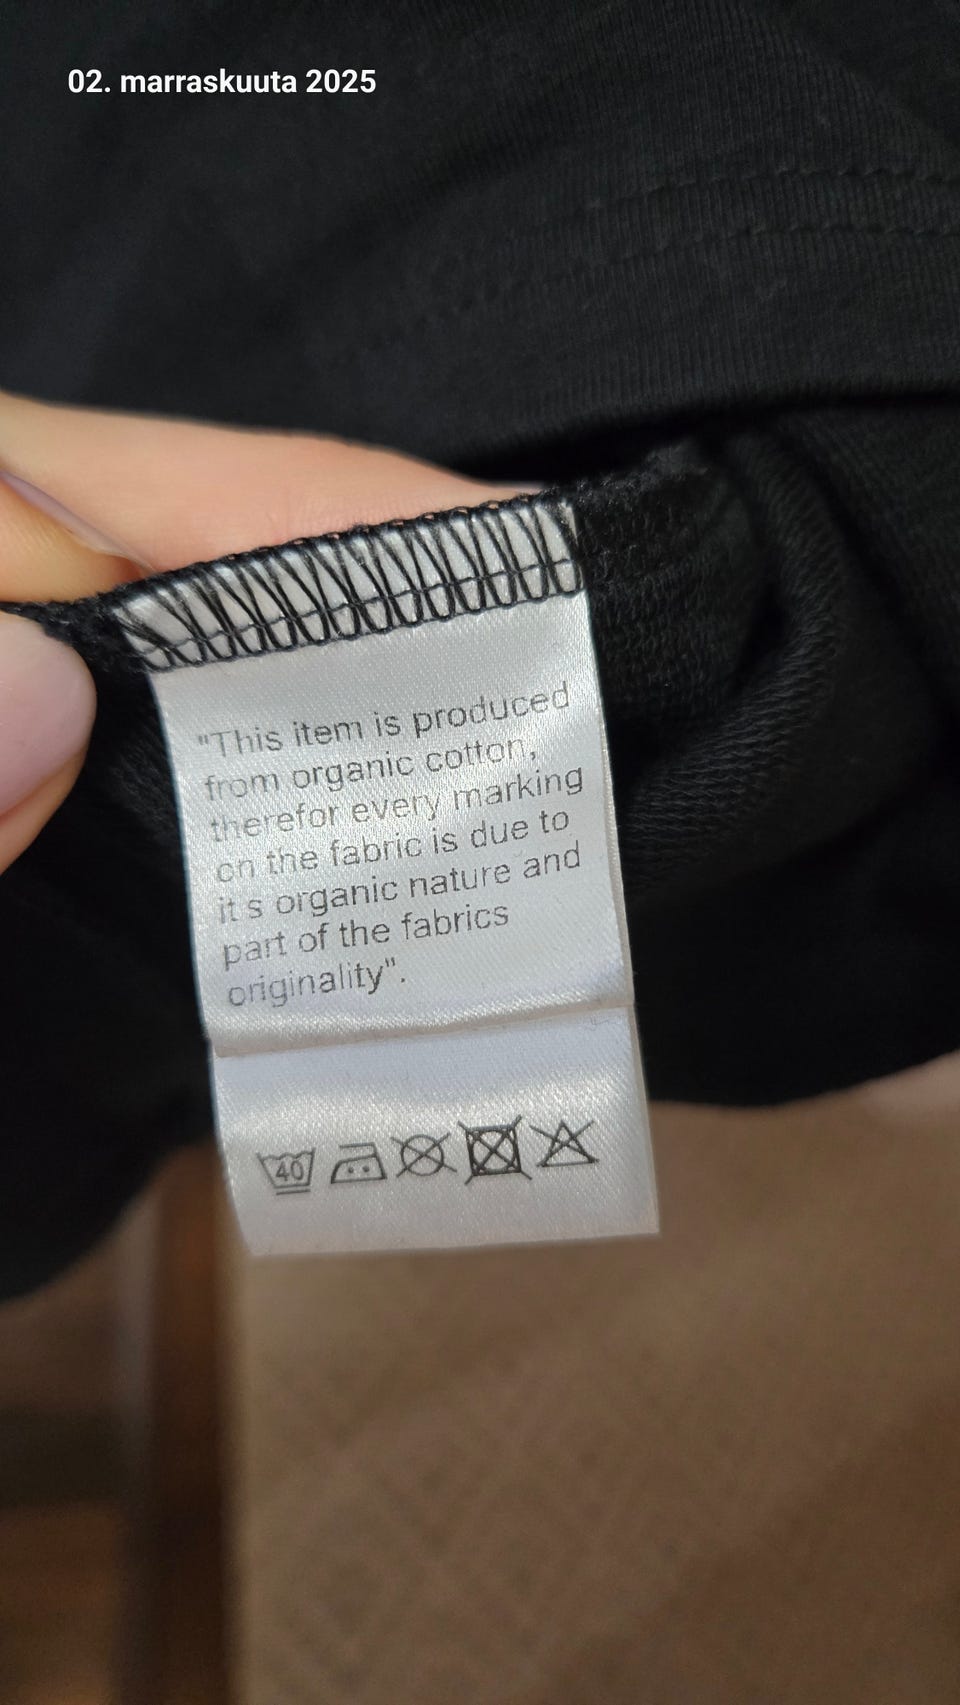 02. marraskuuta 2025
"This item is produced
from organic cotton,
therefor every marking
on the fabric is due to
it's organic nature and
part of the fabrics
originality".
40